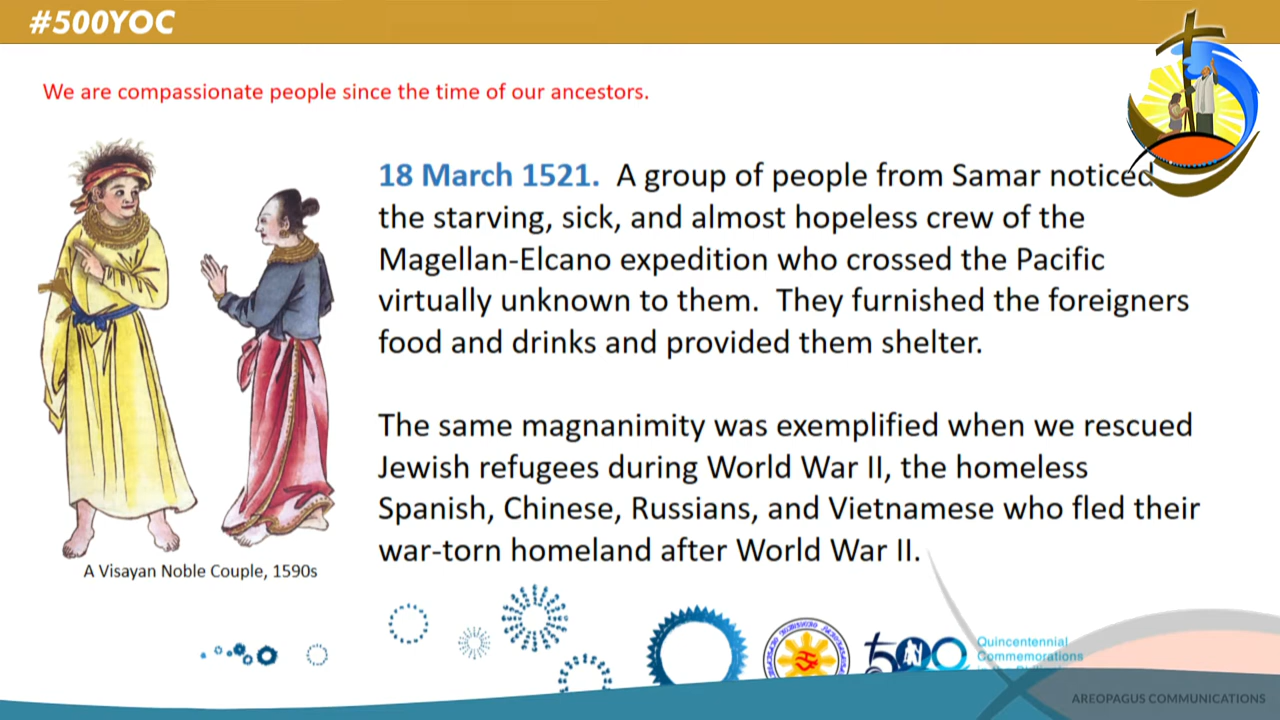 #500YOC
We are compassionate people since the time of our ancestors.
18 March 1521. A group of people from Samar noticed
the starving, sick, and almost hopeless crew of the
Magellan-Elcano expedition who crossed the Pacific
virtually unknown to them. They furnished the foreigners
food and drinks and provided them shelter.
The same magnanimity was exemplified when we rescued
Jewish refugees during World War II, the homeless
Spanish, Chinese, Russians, and Vietnamese who fled their
war-torn homeland after World War II.
A Visayan Noble Couple, 1590s
500
Quincentennial
Commemorations
AREOPAGUS COMMUNICATIONS